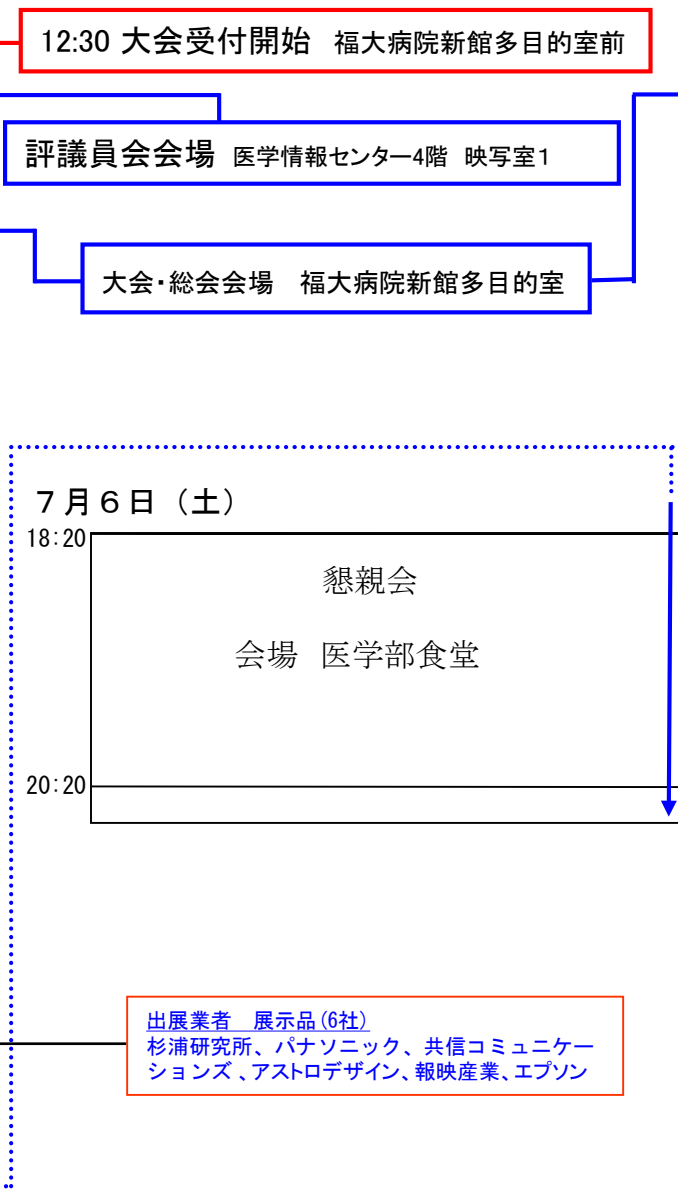 12:30 大会受付開始 福大病院新館多目的室前
評議員会会場 医学情報センター4階 映写室1
大会・総会会場 福大病院新館多目的室
7月6日（土）
18:20
懇親会
会場 医学部食堂
20:20
出展業者 展示品(6社)
杉浦研究所、パナソニック、共信コミュニケー
ションズ、アストロデザイン、報映産業、エプソン